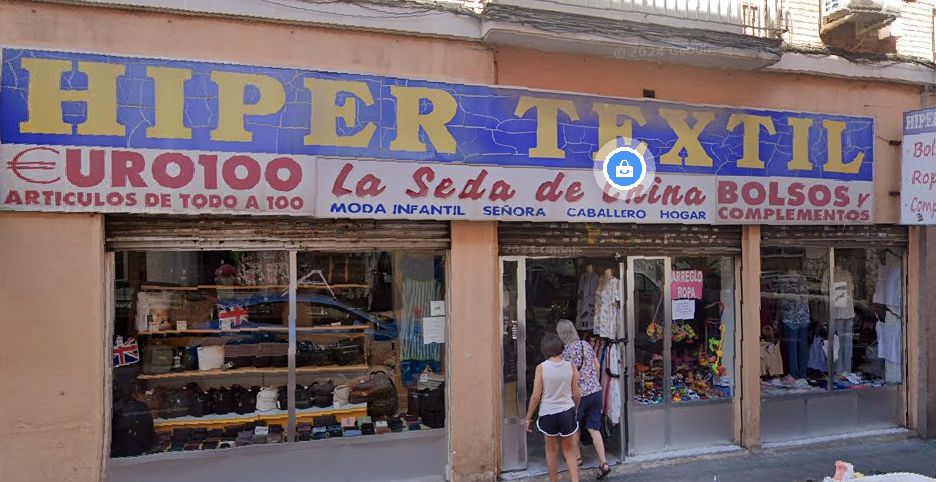 HIPER TEXTIL
€URO100
ARTICULOS DE TODO A 100
La Seda de China
MODA INFANTIL SEÑORA CABALLERO HOGAR
BOLSOS Y
COMPLEMENTOS
ARREGLO
ROPA